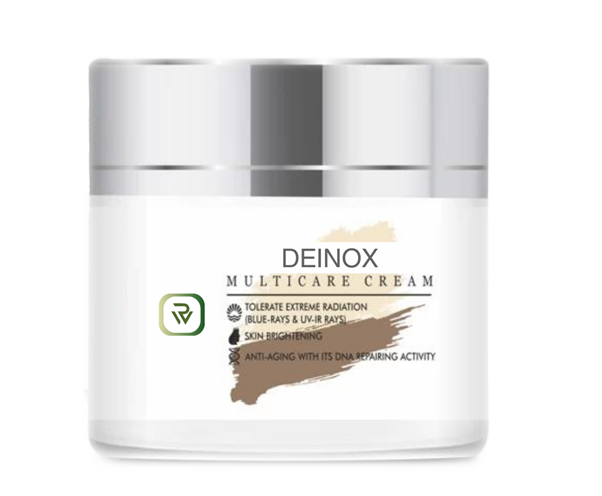 DEINOX
MULTICARE CREAM
TOLERATE EXTREME RADIATION
(BLUE-RAYS & UV-IR RAYS)
SKIN BRIGHTENING
ANTI-AGING WITH ITS DNA REPAIRING ACTIVITY